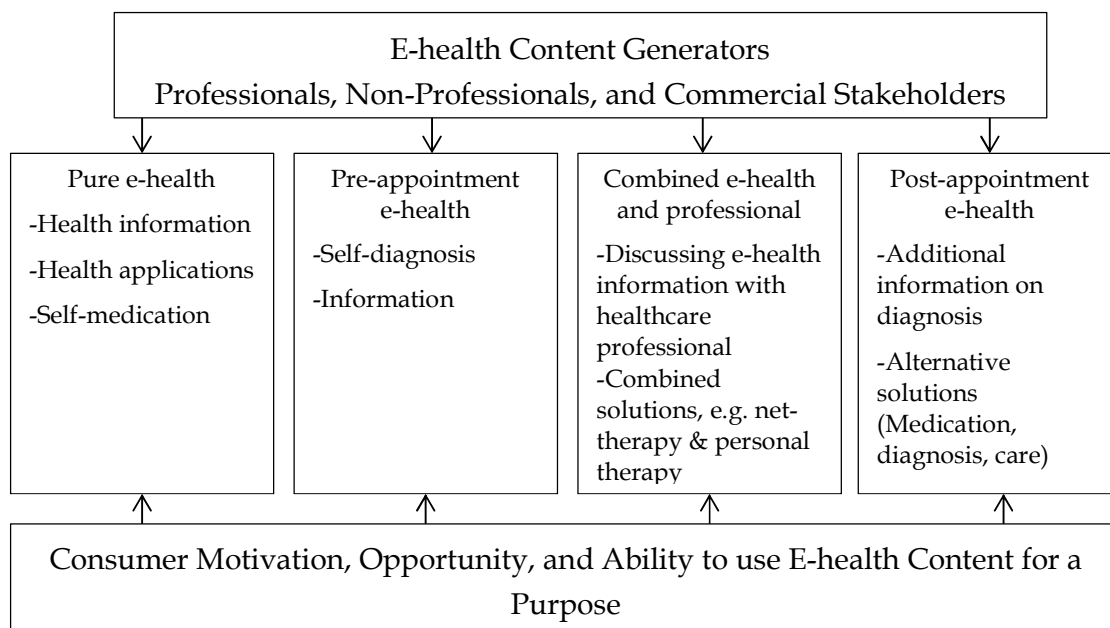 E-health Content Generators
Professionals, Non-Professionals, and Commercial Stakeholders
Pure e-health
-Health information
-Health applications
-Self-medication
Pre-appointment
e-health
-Self-diagnosis
-Information
Combined e-health
and professional
-Discussing e-health
information with
healthcare
professional
-Combined
solutions, e.g. net-
therapy & personal
therapy
Post-appointment
e-health
-Additional
information on
diagnosis
-Alternative
solutions
(Medication,
diagnosis, care)
Consumer Motivation, Opportunity, and Ability to use E-health Content for a
Purpose